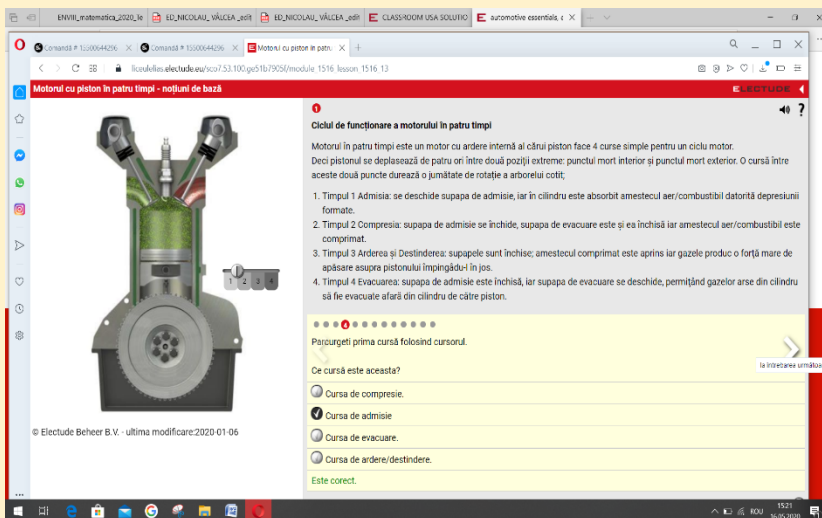 ENVIII_matematica_2020_Ie
ED_NICOLAU_ VÂLCEA _edit
ED_NICOLAU_ VÂLCEA _edit
CLASSROOM USA SOLUTIO
automotive essentials, e
Comandă # 15500644296
Comandă # 15500644296
Motorul cu piston în patru
Motorul cu piston în patru timpi - noțiuni de bază
ELECTUDE
1
Ciclul de funcționare a motorului în patru timpi
Motorul în patru timpi este un motor cu ardere internă al cărui piston face 4 curse simple pentru un ciclu motor.
Deci pistonul se deplasează de patru ori între două poziții extreme: punctul mort interior și punctul mort exterior. O cursă între
aceste două puncte durează o jumătate de rotație a arborelui cotit;
1. Timpul 1 Admisia: se deschide supapa de admisie, iar în cilindru este absorbit amestecul aer/combustibil datorită depresiunii
formate.
2. Timpul 2 Compresia: supapa de admisie se închide, supapa de evacuare este și ea închisă iar amestecul aer/combustibil este
comprimat.
3. Timpul 3 Arderea și Destinderea: supapele sunt închise; amestecul comprimat este aprins iar gazele produc o forță mare de
apăsare asupra pistonului împingându-l în jos.
4. Timpul 4 Evacuarea: supapa de admisie este închisă, iar supapa de evacuare se deschide, permițând gazelor arse din cilindru
să fie evacuate afară din cilindru de către piston.
1 2 3 4
4
Parcurgeți prima cursă folosind cursorul.
la întrebarea următoa
Ce cursă este aceasta?
Cursa de compresie.
Cursa de admisie
Cursa de evacuare.
Cursa de ardere/destindere.
Este corect.
© Electude Beheer B.V. - ultima modificare:2020-01-06
ROU
15:21
16.05.2020